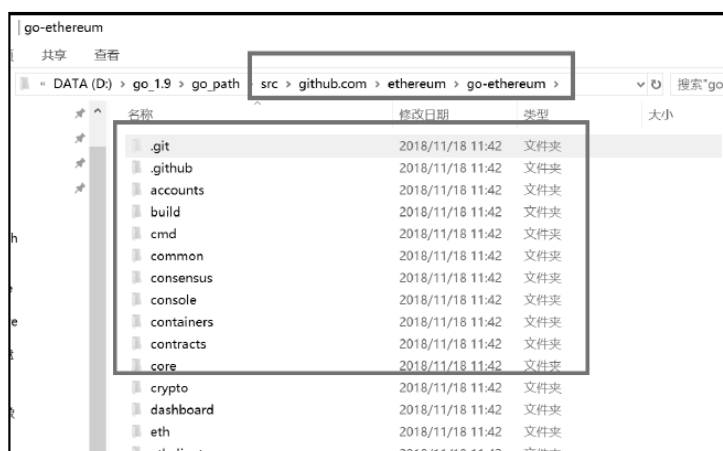 go-ethereum
共享 查看
« DATA (D:) › go_1.9 › go_path › src › github.com › ethereum › go-ethereum › 搜索"go
名称 修改日期 类型 大小
.git 2018/11/18 11:42 文件夹
.github 2018/11/18 11:42 文件夹
accounts 2018/11/18 11:42 文件夹
build 2018/11/18 11:42 文件夹
cmd 2018/11/18 11:42 文件夹
common 2018/11/18 11:42 文件夹
consensus 2018/11/18 11:42 文件夹
console 2018/11/18 11:42 文件夹
containers 2018/11/18 11:42 文件夹
contracts 2018/11/18 11:42 文件夹
core 2018/11/18 11:42 文件夹
crypto 2018/11/18 11:42 文件夹
dashboard 2018/11/18 11:42 文件夹
eth 2018/11/18 11:42 文件夹